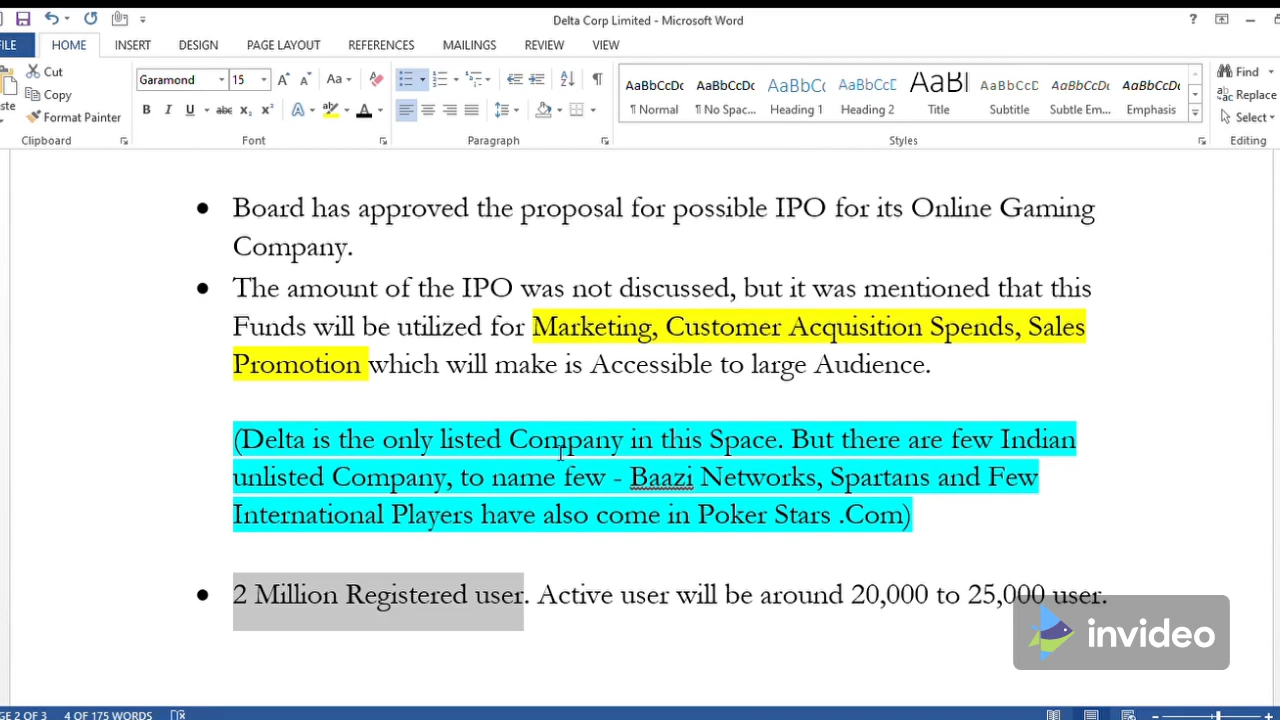 Delta Corp Limited - Microsoft Word
FILE HOME INSERT DESIGN PAGE LAYOUT REFERENCES MAILINGS REVIEW VIEW
Cut
Copy
Format Painter
Garamond 15
Find
Replace
Select
AaBbCcDc AaBbCcDc AaBbCc AaBbCcC AaBl AaBbCcD AaBbCcDc AaBbCcDc
¶ Normal ¶ No Spac... Heading 1 Heading 2 Title Subtitle Subtle Em... Emphasis
Clipboard Font Paragraph Styles Editing
• Board has approved the proposal for possible IPO for its Online Gaming
Company.
• The amount of the IPO was not discussed, but it was mentioned that this
Funds will be utilized for Marketing, Customer Acquisition Spends, Sales
Promotion which will make is Accessible to large Audience.
(Delta is the only listed Company in this Space. But there are few Indian
unlisted Company, to name few - Baazi Networks, Spartans and Few
International Players have also come in Poker Stars .Com)
• 2 Million Registered user. Active user will be around 20,000 to 25,000 user.
invideo
PAGE 2 OF 3 4 OF 175 WORDS